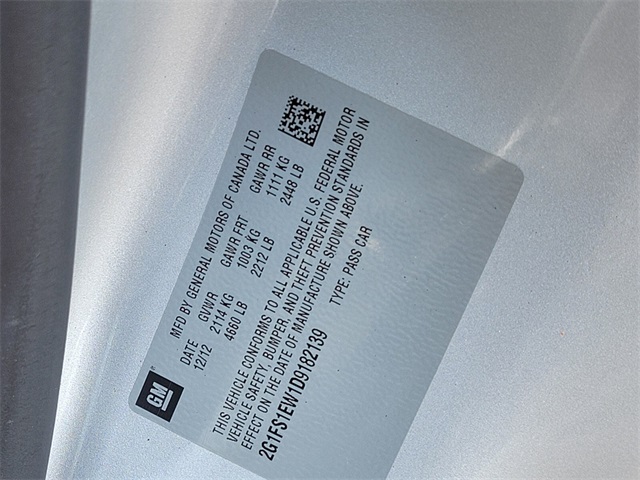 GM
MFD BY GENERAL MOTORS OF CANADA LTD.
DATE GVWR GAWR FRT GAWR RR
12/12 2114 KG 1003 KG 1111 KG
4660 LB 2212 LB 2448 LB
THIS VEHICLE CONFORMS TO ALL APPLICABLE U.S. FEDERAL MOTOR
VEHICLE SAFETY, BUMPER, AND THEFT PREVENTION STANDARDS IN
EFFECT ON THE DATE OF MANUFACTURE SHOWN ABOVE.
2G1FS1EW1D9182139 TYPE: PASS CAR